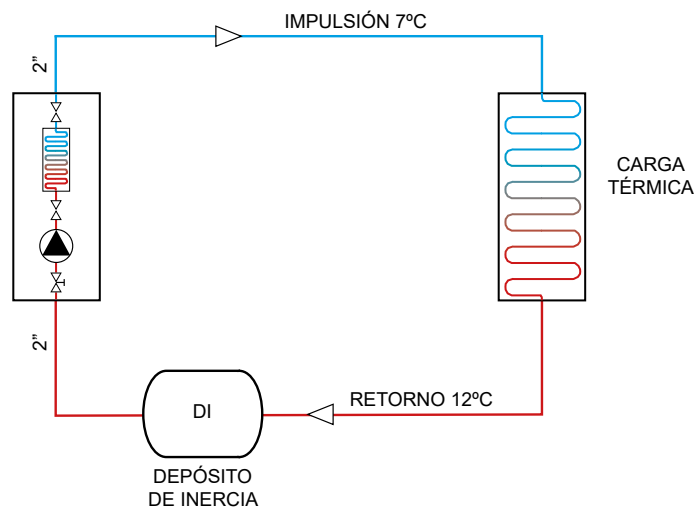 IMPULSIÓN 7ºC
2”
CARGA
TÉRMICA
2”
RETORNO 12ºC
DI
DEPÓSITO
DE INERCIA